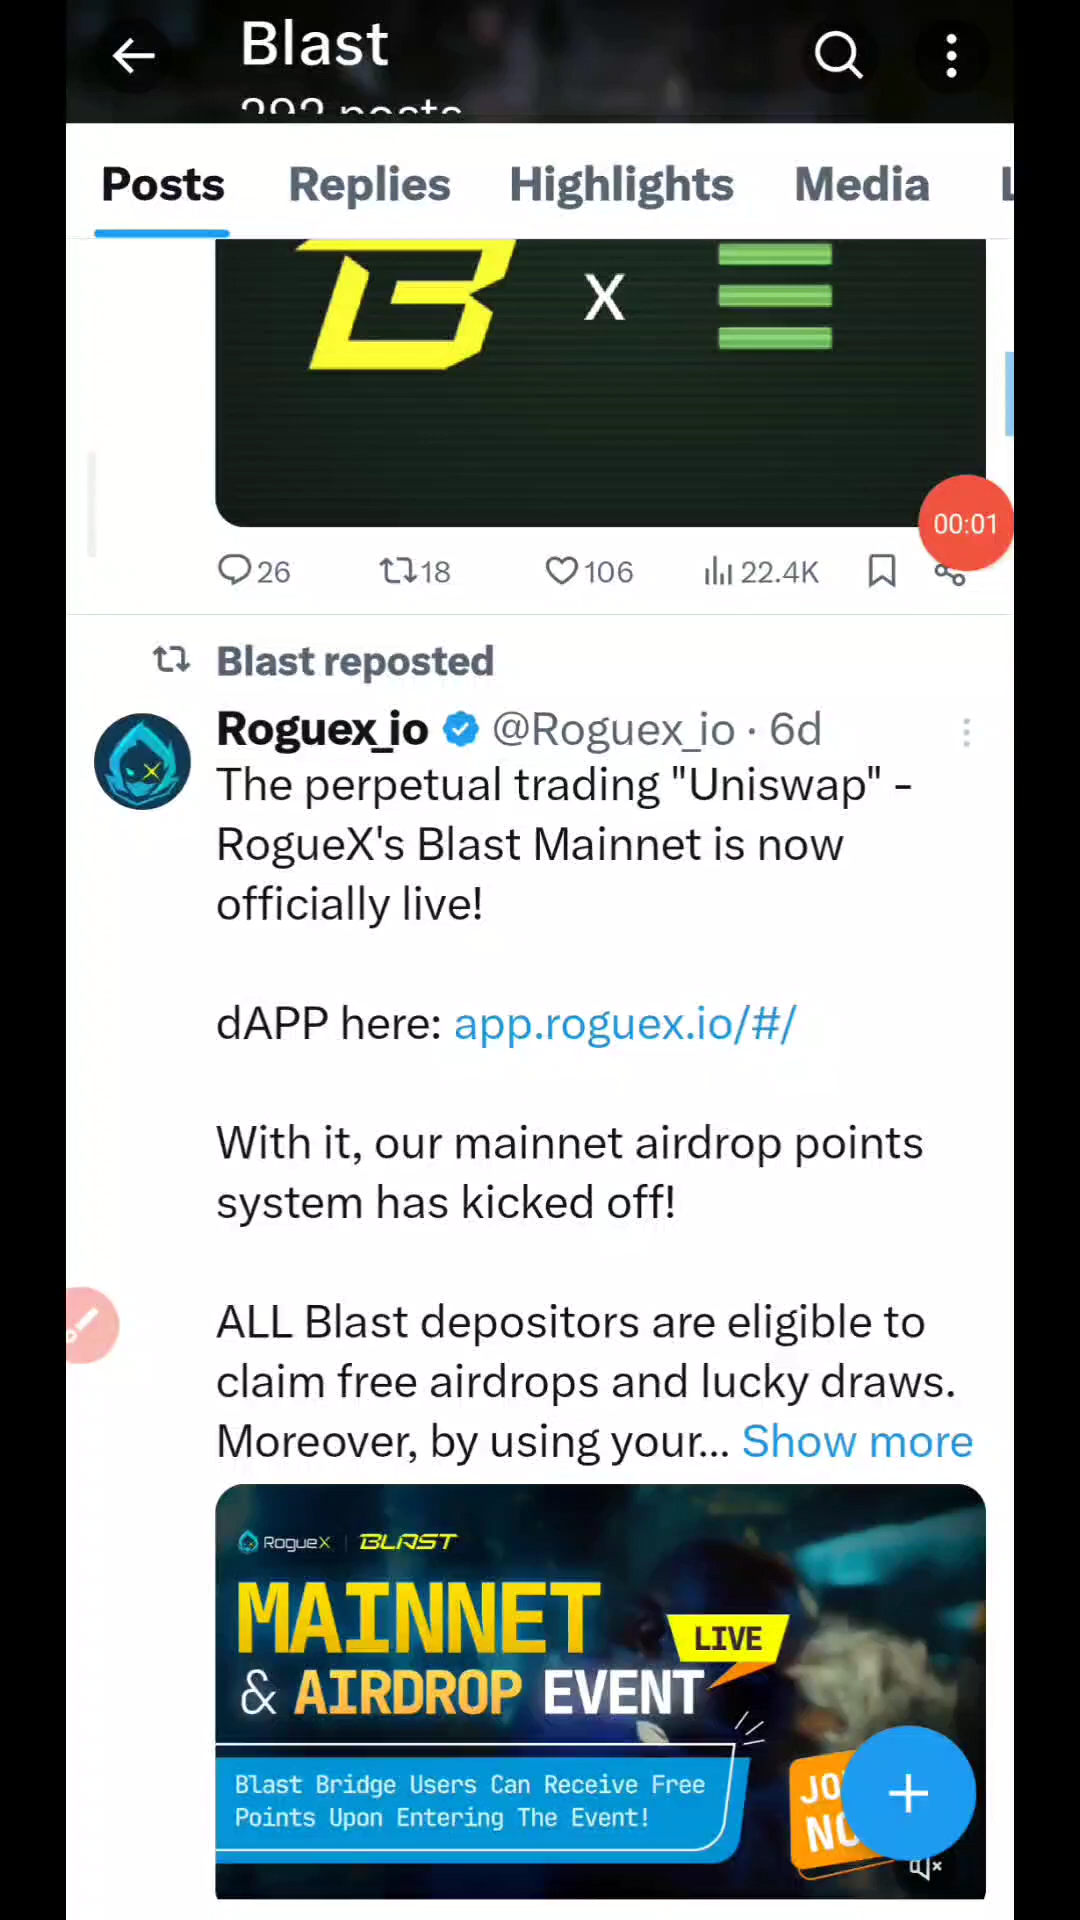 Blast
292 posts
Posts Replies Highlights Media
x
00:01
26 18 106 22.4K
Blast reposted
Roguex_io @Roguex_io · 6d
The perpetual trading "Uniswap" -
RogueX's Blast Mainnet is now
officially live!
dAPP here: app.roguex.io/#/
With it, our mainnet airdrop points
system has kicked off!
ALL Blast depositors are eligible to
claim free airdrops and lucky draws.
Moreover, by using your... Show more
RogueX | BLAST
MAINNET
LIVE
& AIRDROP EVENT
Blast Bridge Users Can Receive Free
Points Upon Entering The Event!